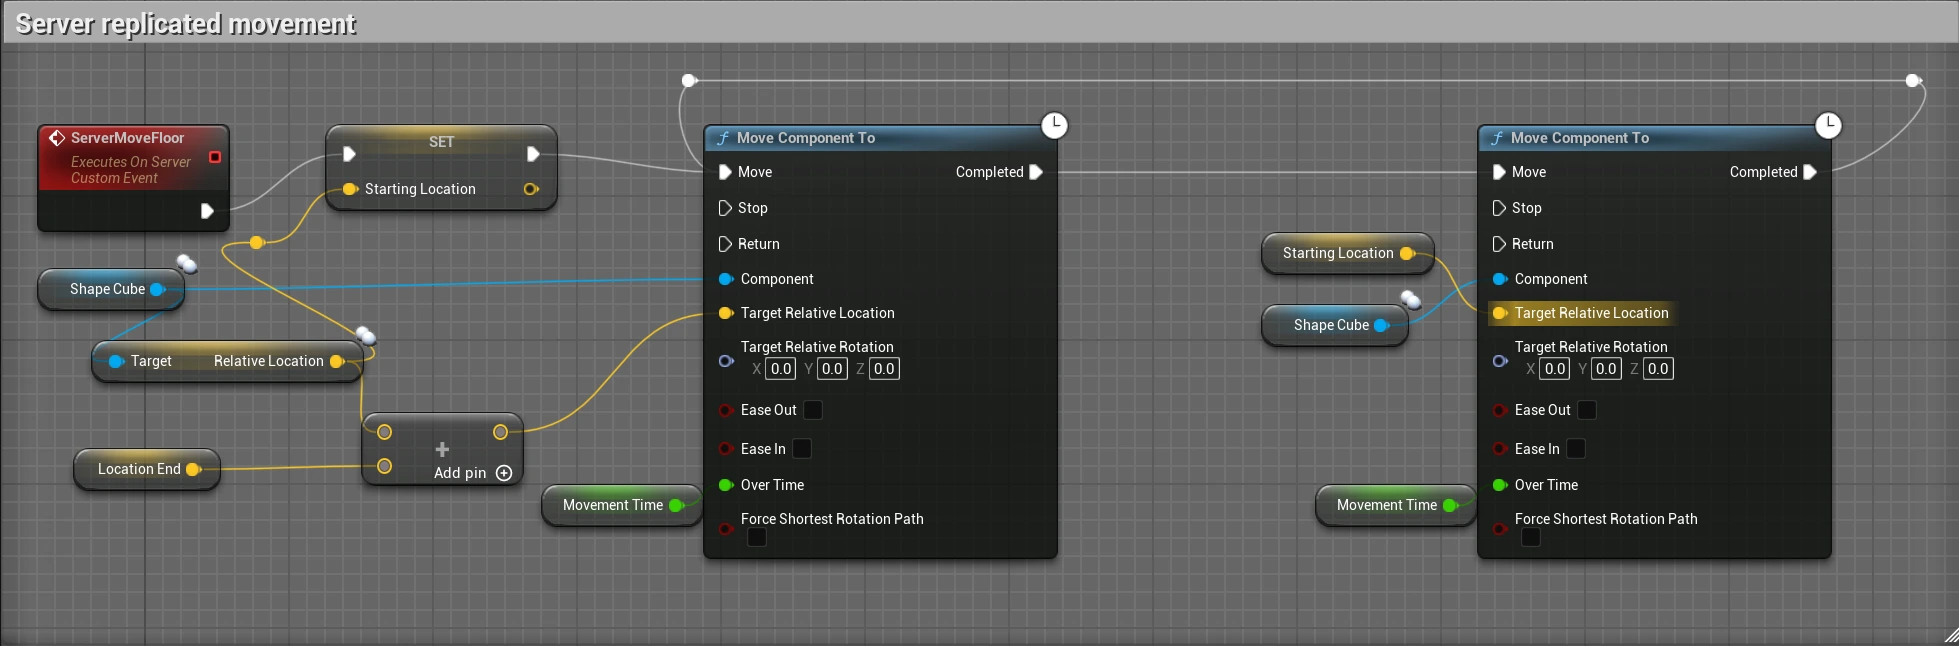 Server replicated movement
ServerMoveFloor
Executes On Server
Custom Event
SET
Starting Location
Shape Cube
Target Relative Location
Location End
Add pin
Movement Time
Move Component To
Move Completed
Stop
Return
Component
Target Relative Location
Target Relative Rotation
X 0.0 Y 0.0 Z 0.0
Ease Out
Ease In
Over Time
Force Shortest Rotation Path
Starting Location
Shape Cube
Movement Time
Move Component To
Move Completed
Stop
Return
Component
Target Relative Location
Target Relative Rotation
X 0.0 Y 0.0 Z 0.0
Ease Out
Ease In
Over Time
Force Shortest Rotation Path